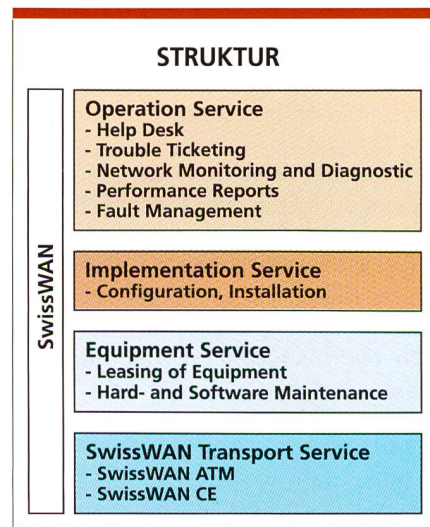 STRUKTUR
SwissWAN
Operation Service
- Help Desk
- Trouble Ticketing
- Network Monitoring and Diagnostic
- Performance Reports
- Fault Management
Implementation Service
- Configuration, Installation
Equipment Service
- Leasing of Equipment
- Hard- and Software Maintenance
SwissWAN Transport Service
- SwissWAN ATM
- SwissWAN CE